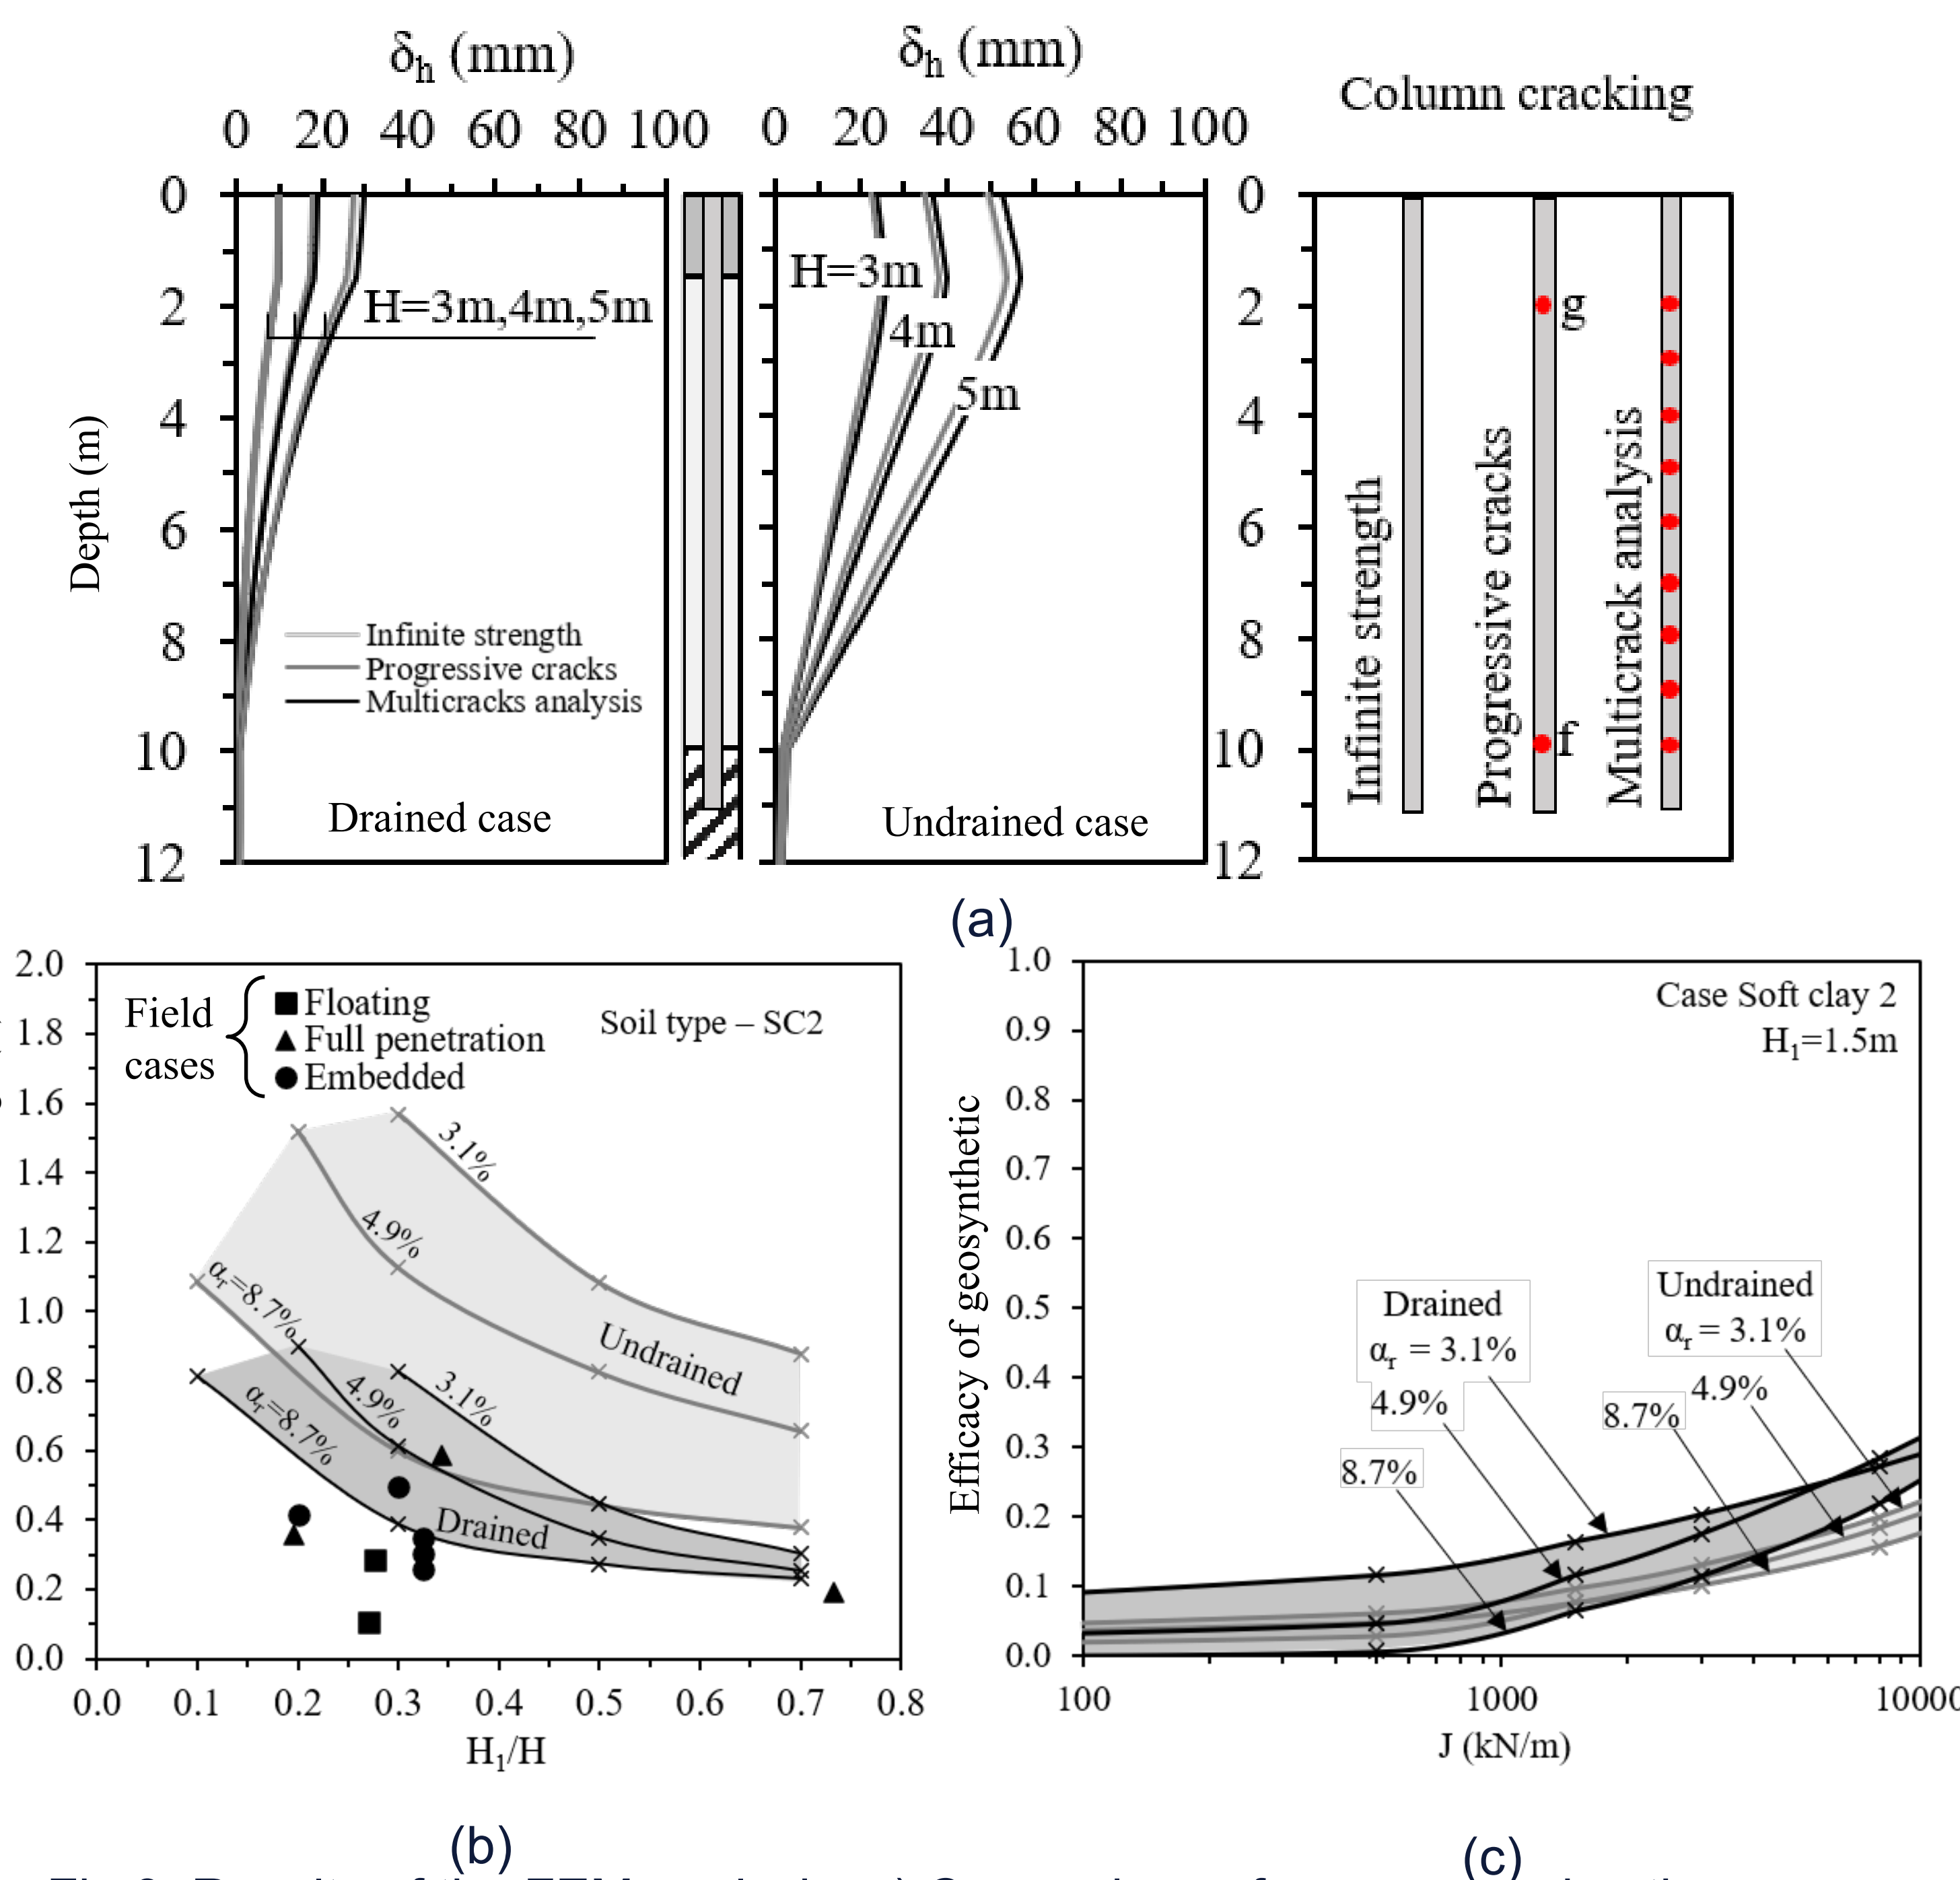 δh (mm)
0 20 40 60 80 100
δh (mm)
0 20 40 60 80 100
Column cracking
Depth (m)
0
2
4
6
8
10
12
H=3m,4m,5m
Infinite strength
Progressive cracks
Multicracks analysis
Drained case
H=3m
4m
5m
Undrained case
0
2
4
6
8
10
12
Infinite strength
Progressive cracks
g
f
Multicrack analysis
(a)
2.0
1.8
1.6
1.4
1.2
1.0
0.8
0.6
0.4
0.2
0.0
Field
cases
Floating
Full penetration
Embedded
Soil type – SC2
3.1%
4.9%
αr=8.7%
Undrained
3.1%
4.9%
αr=8.7%
Drained
0.0 0.1 0.2 0.3 0.4 0.5 0.6 0.7 0.8
H1/H
(b)
Efficacy of geosynthetic
1.0
0.9
0.8
0.7
0.6
0.5
0.4
0.3
0.2
0.1
0.0
Case Soft clay 2
H1=1.5m
Drained
αr = 3.1%
4.9%
8.7%
Undrained
αr = 3.1%
4.9%
8.7%
100 1000 10000
J (kN/m)
(c)